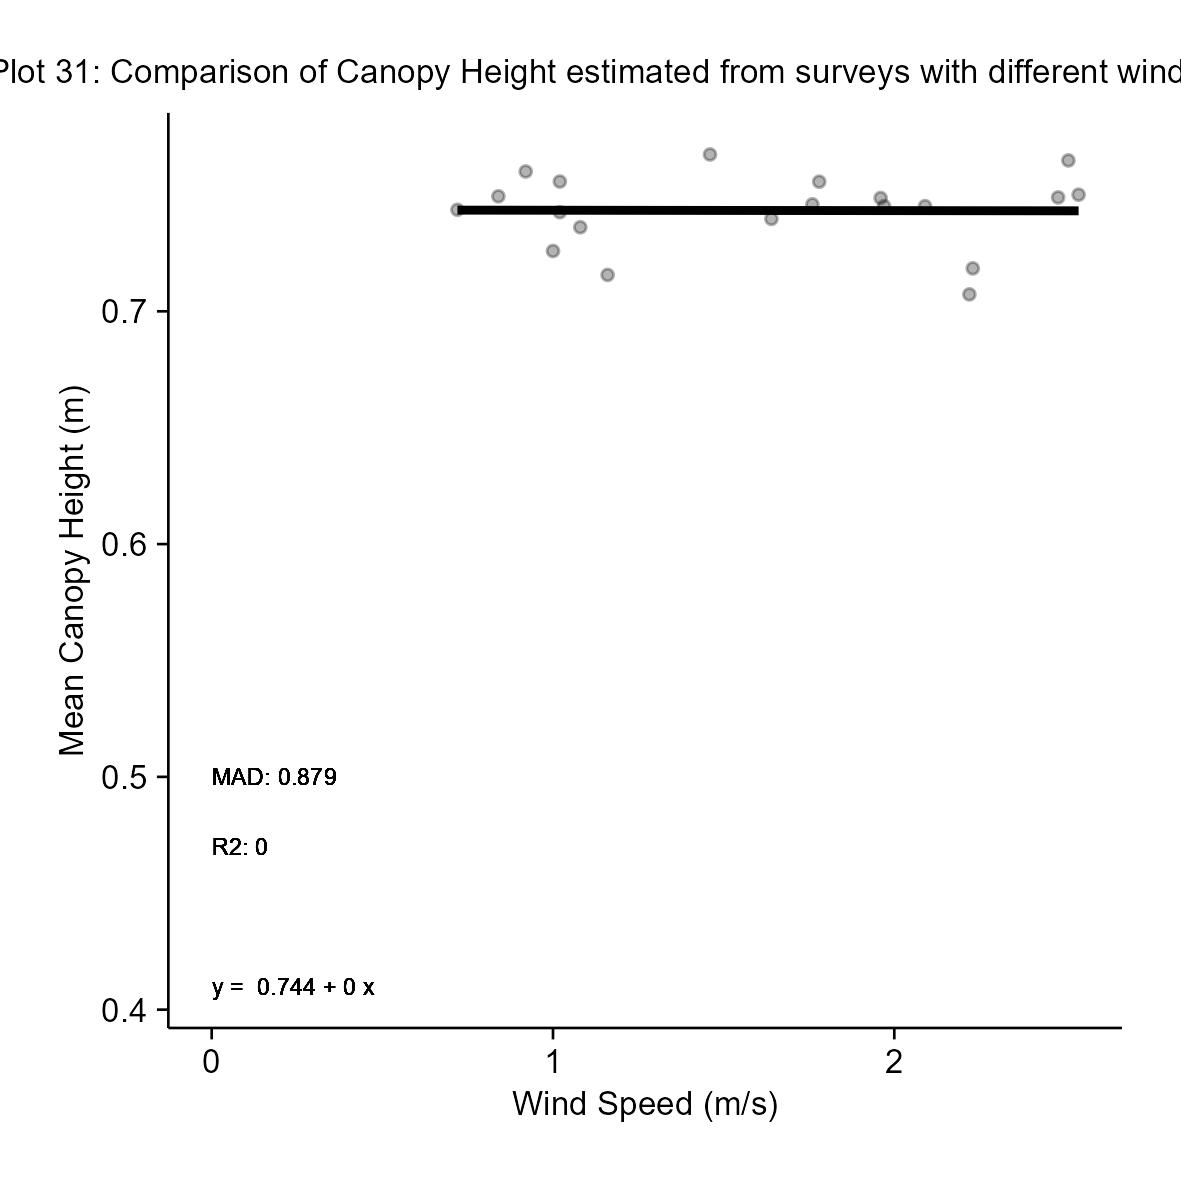 Plot 31: Comparison of Canopy Height estimated from surveys with different wind
0.7
0.6
0.5
0.4
Mean Canopy Height (m)
MAD: 0.879
R2: 0
y = 0.744 + 0 x
0 1 2
Wind Speed (m/s)